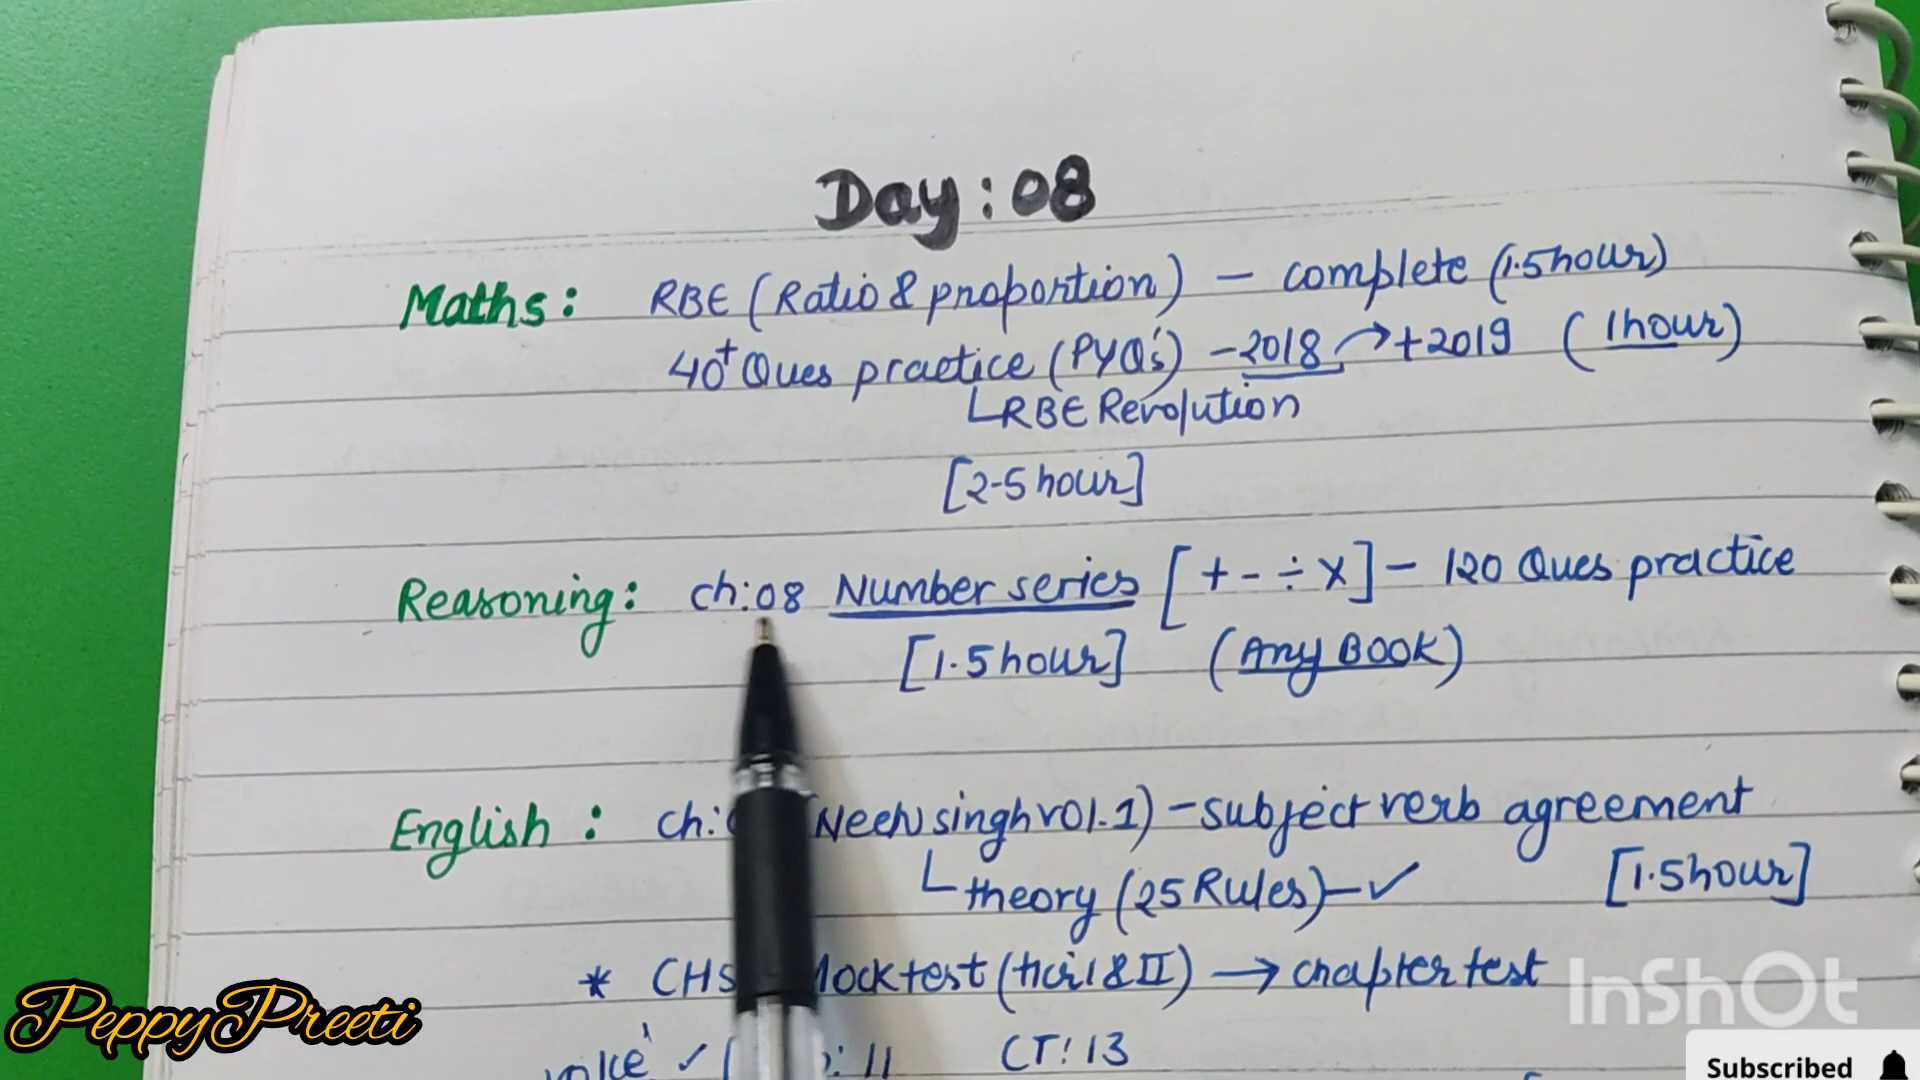 Day: 08
Maths: RBE (Ratio & proportion) - complete (1.5 hour)
40+ Ques practice (PYQ's) - 2018 → +2019 (1 hour)
RBE Revolution
[2.5 hour]
Reasoning: ch:08 Number series [+ - ÷ x] - 120 Ques practice
[1.5 hour] (Any BOOK)
English: ch: (Neetu singh vol.1) - subject verb agreement
theory (25 Rules) - ✓ [1.5 hour]
* CHS Mock test (tier 1 & II) → chapter test
✓ : 11 CT: 13
PeppyPreeti
InShOt
Subscribed